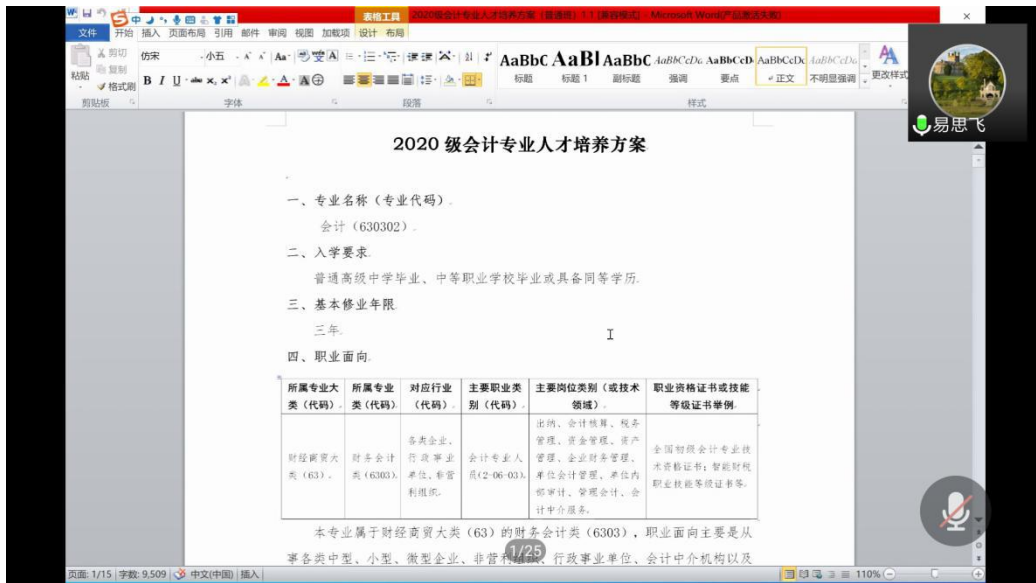 表格工具
2020级会计专业人才培养方案（普通班）1.1 [兼容模式] - Microsoft Word(产品激活失败)
文件 开始 插入 页面布局 引用 邮件 审阅 视图 加载项 设计 布局
剪切
复制
粘贴
格式刷
仿宋 小五
AaBbC AaBl AaBbC AaBbCcDa AaBbCcD AaBbCcDc AaBbCcDa
标题 标题 1 副标题 强调 要点 正文 不明显强调
更改样式
剪贴板 字体 段落 样式
易思飞
2020 级会计专业人才培养方案
一、专业名称（专业代码）
会计（630302）
二、入学要求
普通高级中学毕业、中等职业学校毕业或具备同等学历
三、基本修业年限
三年
四、职业面向
所属专业大类（代码） 所属专业类（代码） 对应行业（代码） 主要职业类别（代码） 主要岗位类别（或技术领域） 职业资格证书或技能等级证书举例
财经商贸大类（63） 财务会计类（6303） 各类企业、行政事业单位、非营利组织 会计专业人员(2-06-03) 出纳、会计核算、税务管理、资金管理、资产管理、企业财务管理、单位会计管理、单位内部审计、管理会计、会计中介服务 全国初级会计专业技术资格证书；智能财税职业技能等级证书等
本专业属于财经商贸大类（63）的财务会计类（6303），职业面向主要是从
事各类中型、小型、微型企业、非营利组织、行政事业单位、会计中介机构以及
1/25
页面: 1/15 字数: 9,509 中文(中国) 插入 110%